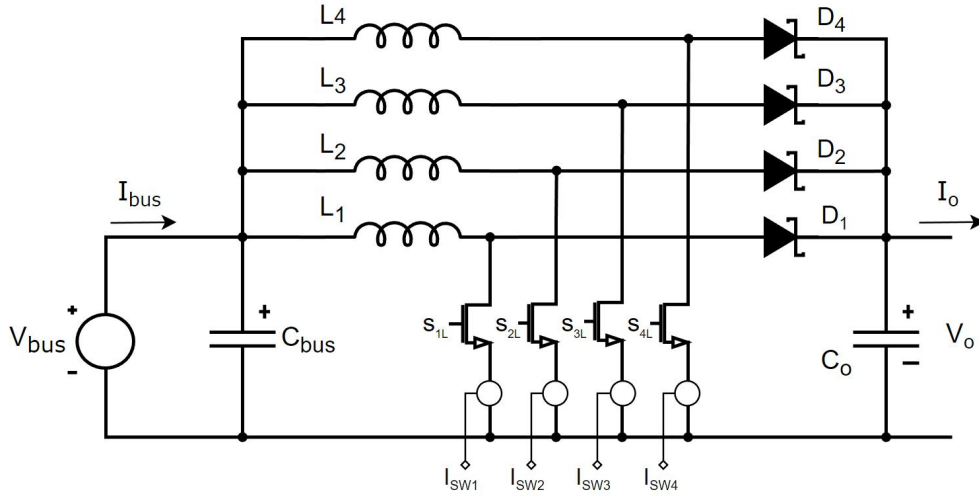 L4 D4
L3 D3
L2 D2
Ibus L1 D1 Io
+ + S1L S2L S3L S4L +
Vbus Cbus Co Vo
- -
ISW1 ISW2 ISW3 ISW4